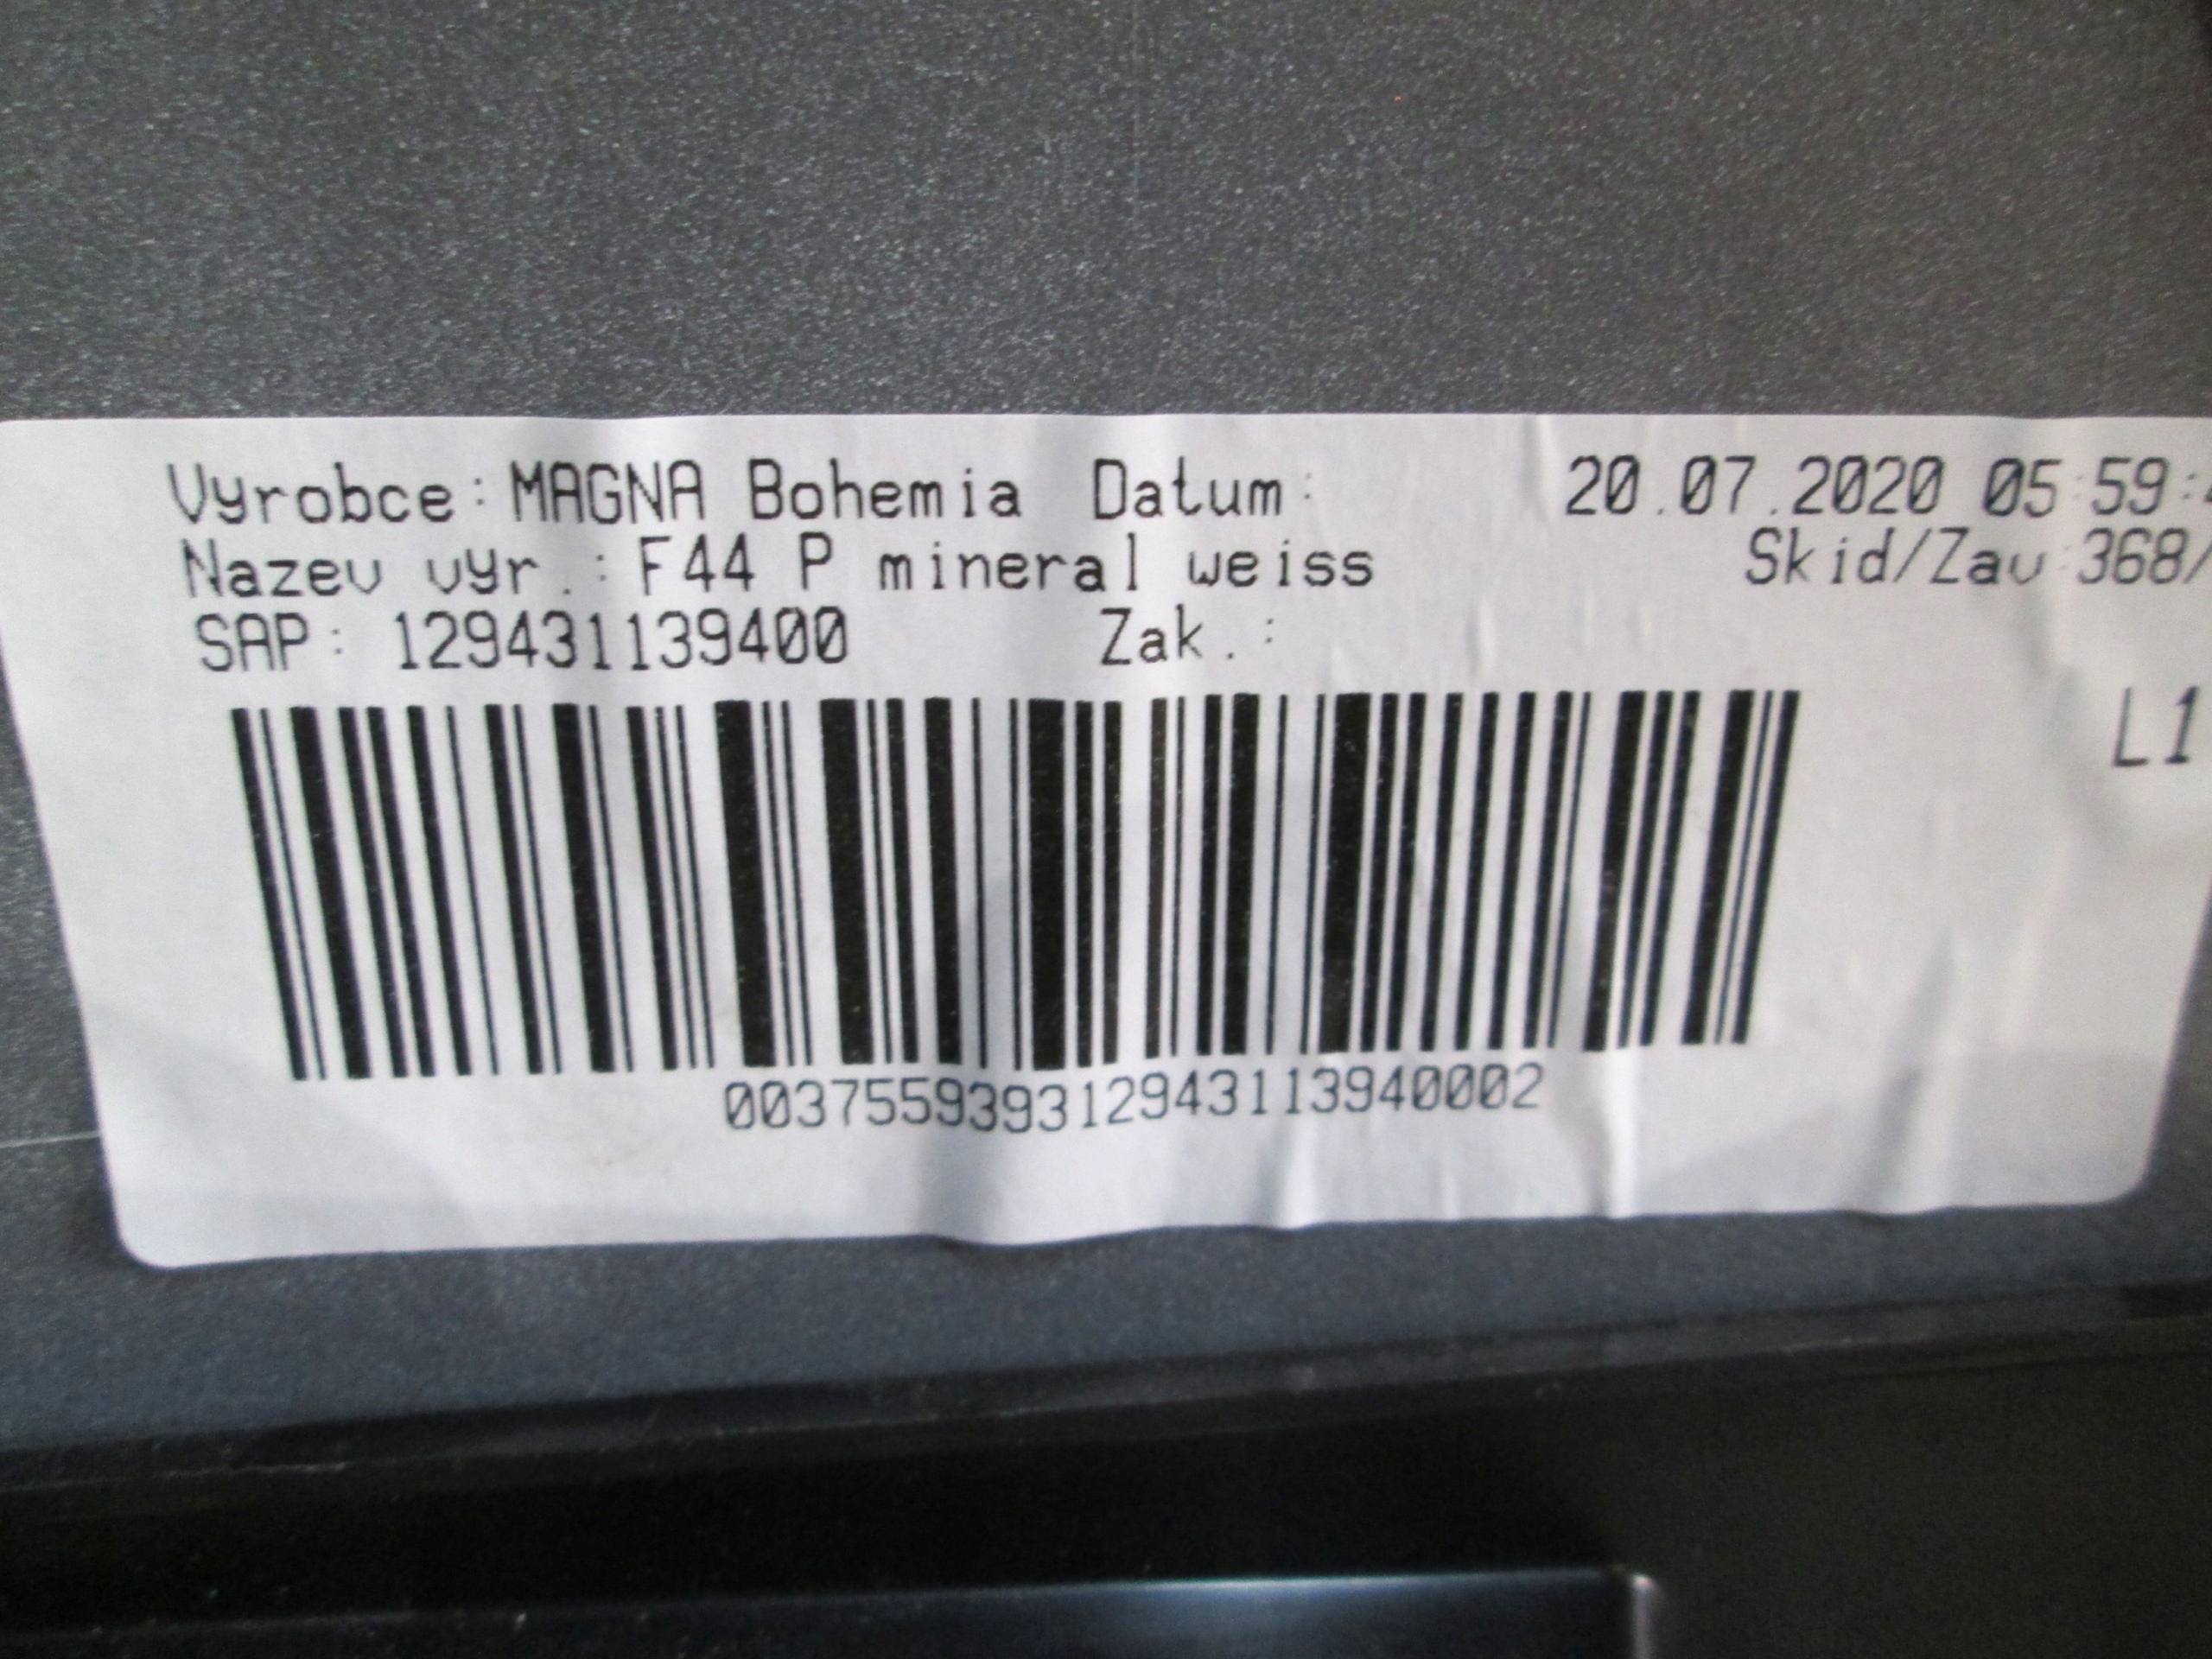 Vyrobce: MAGNA Bohemia Datum: 20.07.2020 05:59:
Nazev vyr.: F44 P mineral weiss Skid/Zav:368/
SAP: 129431139400 Zak.:
L1
003755939312943113940002